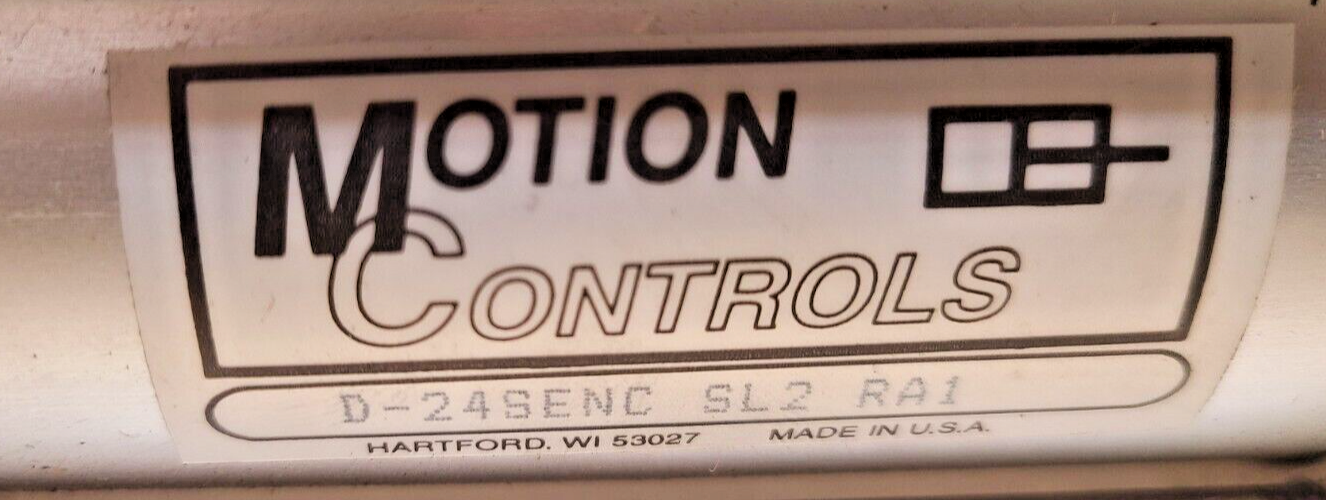 MOTION
CONTROLS
D-24SENC SL2 RA1
HARTFORD, WI 53027 MADE IN U.S.A.